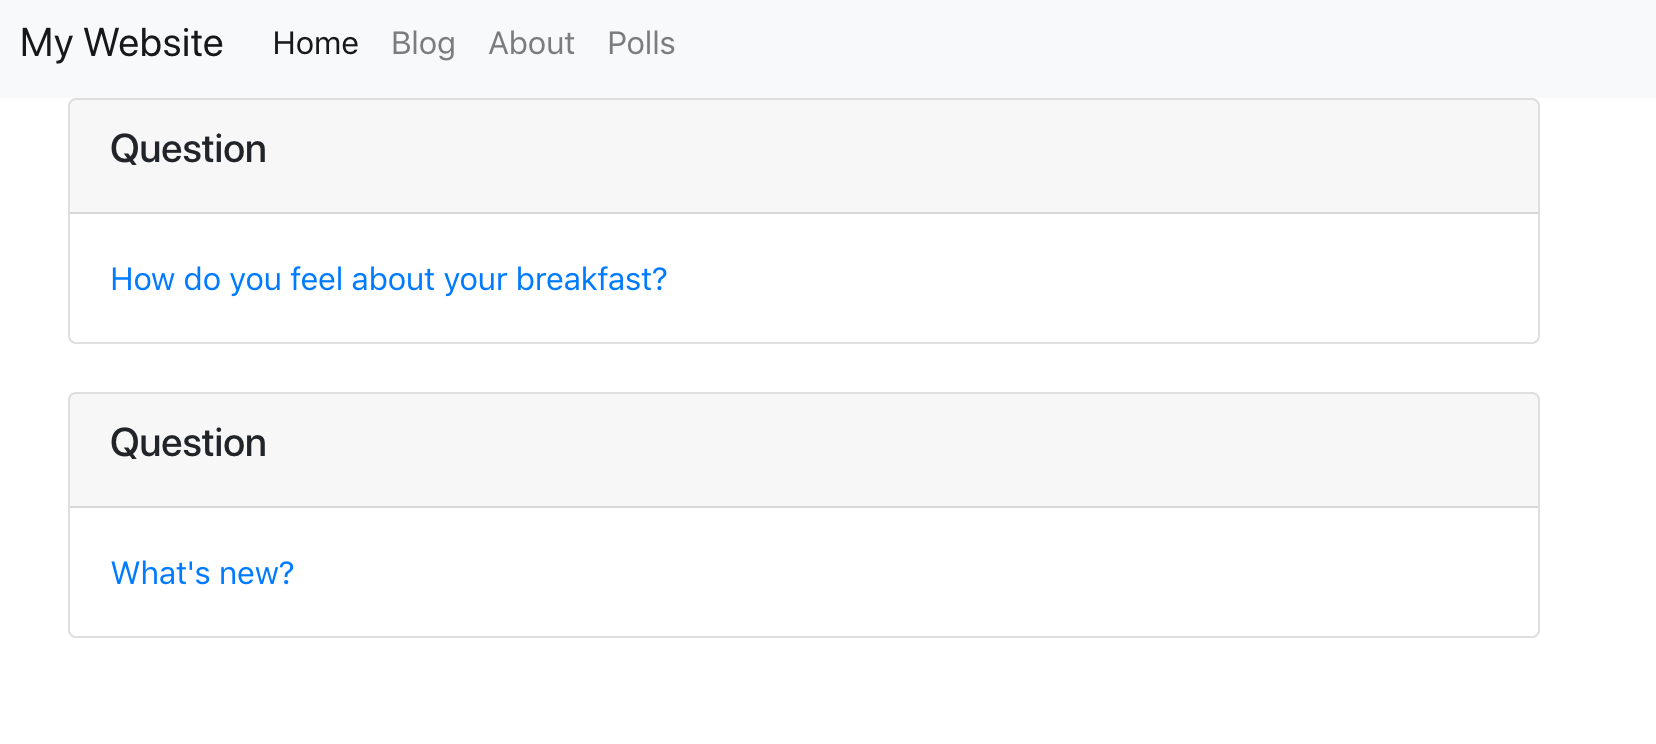 My Website Home Blog About Polls
Question
How do you feel about your breakfast?
Question
What's new?